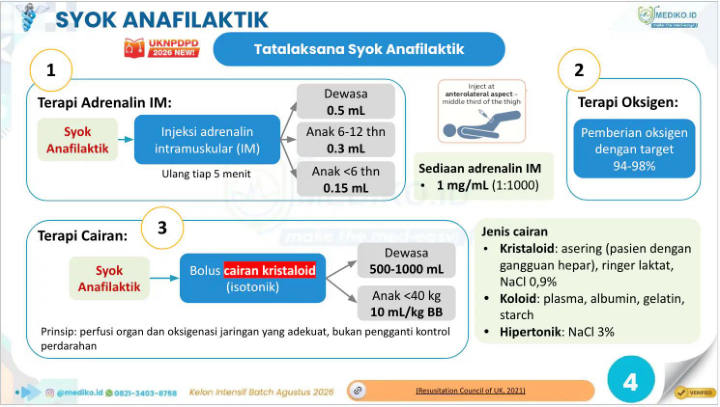 SYOK ANAFILAKTIK
MEDIKO.ID
UKNPDPD
2026 NEW!
Tatalaksana Syok Anafilaktik
1
Terapi Adrenalin IM:
Syok
Anafilaktik
Injeksi adrenalin
intramuskular (IM)
Ulang tiap 5 menit
Dewasa
0.5 mL
Anak 6-12 thn
0.3 mL
Anak <6 thn
0.15 mL
Inject at
anterolateral aspect -
middle third of the thigh
Sediaan adrenalin IM
• 1 mg/mL (1:1000)
2
Terapi Oksigen:
Pemberian oksigen
dengan target
94-98%
3
Terapi Cairan:
Syok
Anafilaktik
Bolus cairan kristaloid
(isotonik)
Dewasa
500-1000 mL
Anak <40 kg
10 mL/kg BB
Prinsip: perfusi organ dan oksigenasi jaringan yang adekuat, bukan pengganti kontrol
perdarahan
Jenis cairan
• Kristaloid: asering (pasien dengan
gangguan hepar), ringer laktat,
NaCl 0,9%
• Koloid: plasma, albumin, gelatin,
starch
• Hipertonik: NaCl 3%
@mediko.id 0821-3403-8768
Kelon Intensif Batch Agustus 2026
(Resusitation Council of UK, 2021)
4
VERIFIED